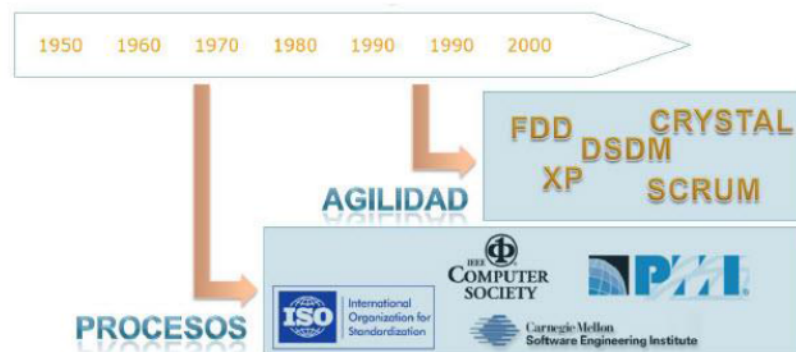 1950 1960 1970 1980 1990 1990 2000
FDD
CRYSTAL
DSDM
XP
SCRUM
AGILIDAD
IEEE
COMPUTER
SOCIETY
PMI
ISO
International
Organization for
Standardization
Carnegie Mellon
Software Engineering Institute
PROCESOS